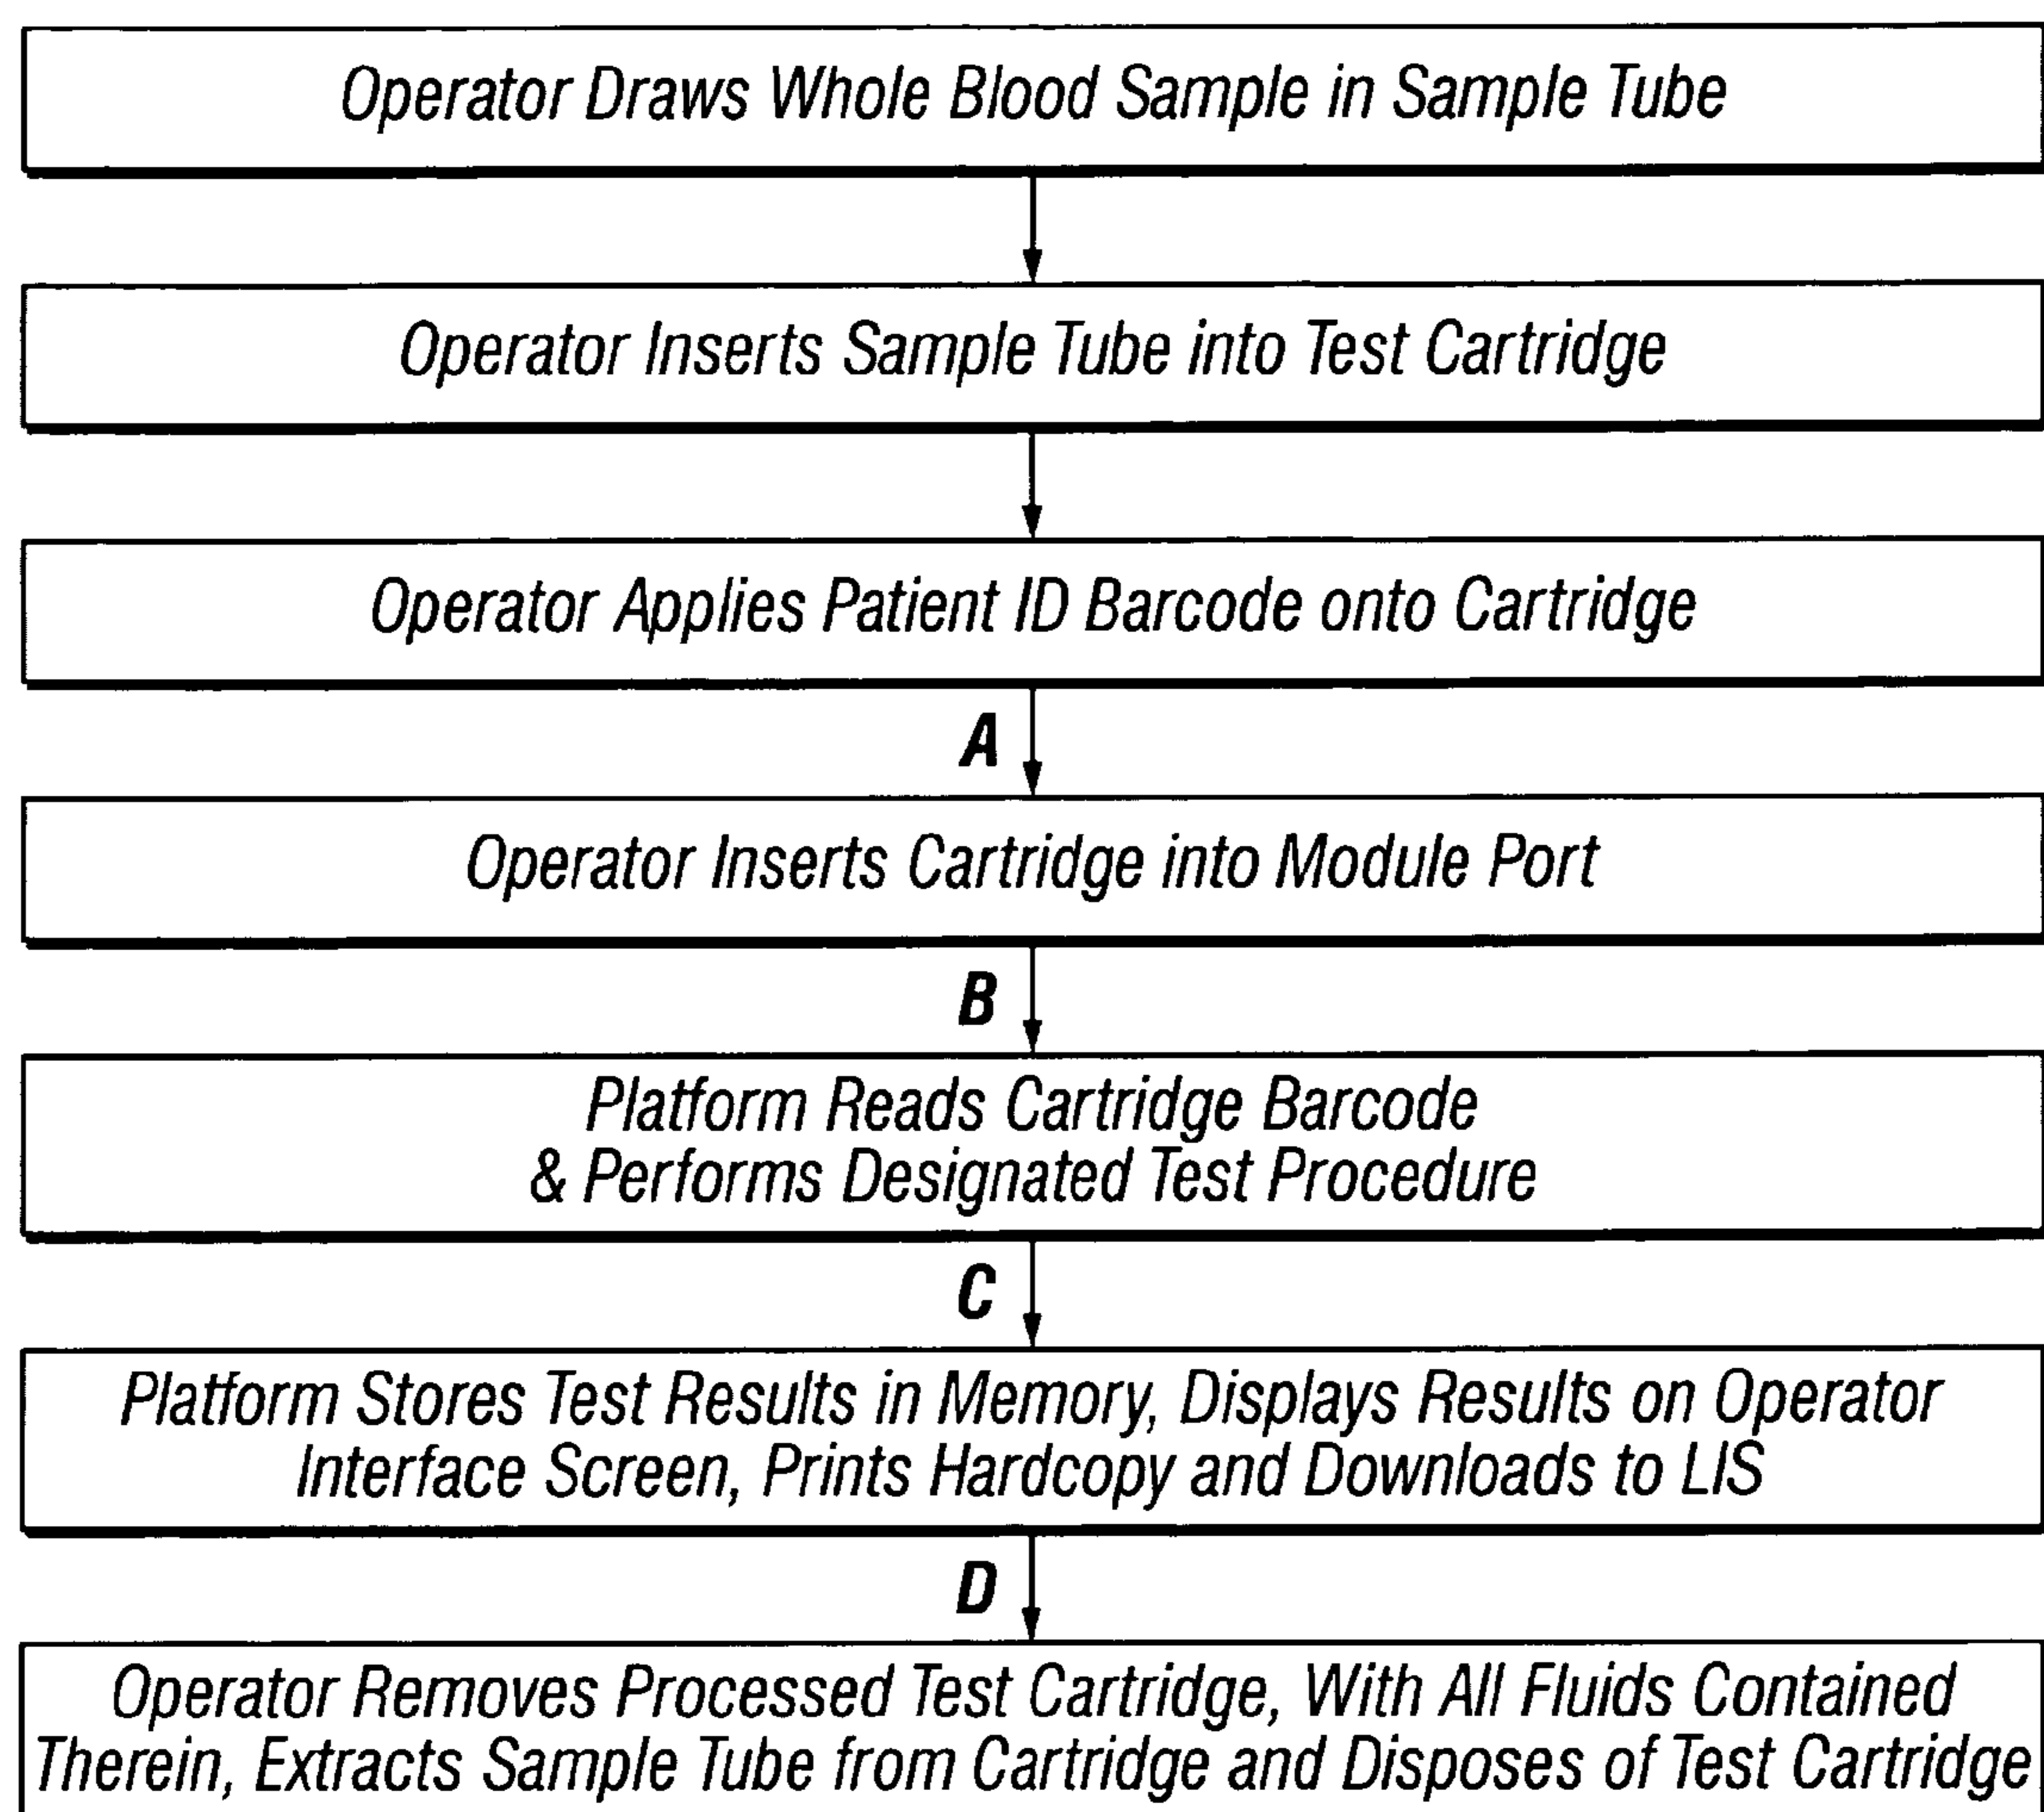 Operator Draws Whole Blood Sample in Sample Tube
Operator Inserts Sample Tube into Test Cartridge
Operator Applies Patient ID Barcode onto Cartridge
A
Operator Inserts Cartridge into Module Port
B
Platform Reads Cartridge Barcode
& Performs Designated Test Procedure
C
Platform Stores Test Results in Memory, Displays Results on Operator
Interface Screen, Prints Hardcopy and Downloads to LIS
D
Operator Removes Processed Test Cartridge, With All Fluids Contained
Therein, Extracts Sample Tube from Cartridge and Disposes of Test Cartridge